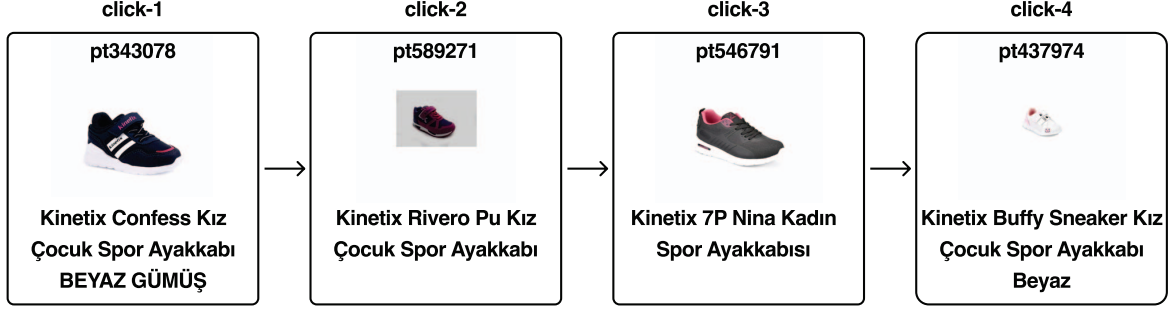 click-1
pt343078
Kinetix Confess Kız
Çocuk Spor Ayakkabı
BEYAZ GÜMÜŞ
click-2
pt589271
Kinetix Rivero Pu Kız
Çocuk Spor Ayakkabı
click-3
pt546791
Kinetix 7P Nina Kadın
Spor Ayakkabısı
click-4
pt437974
Kinetix Buffy Sneaker Kız
Çocuk Spor Ayakkabı
Beyaz